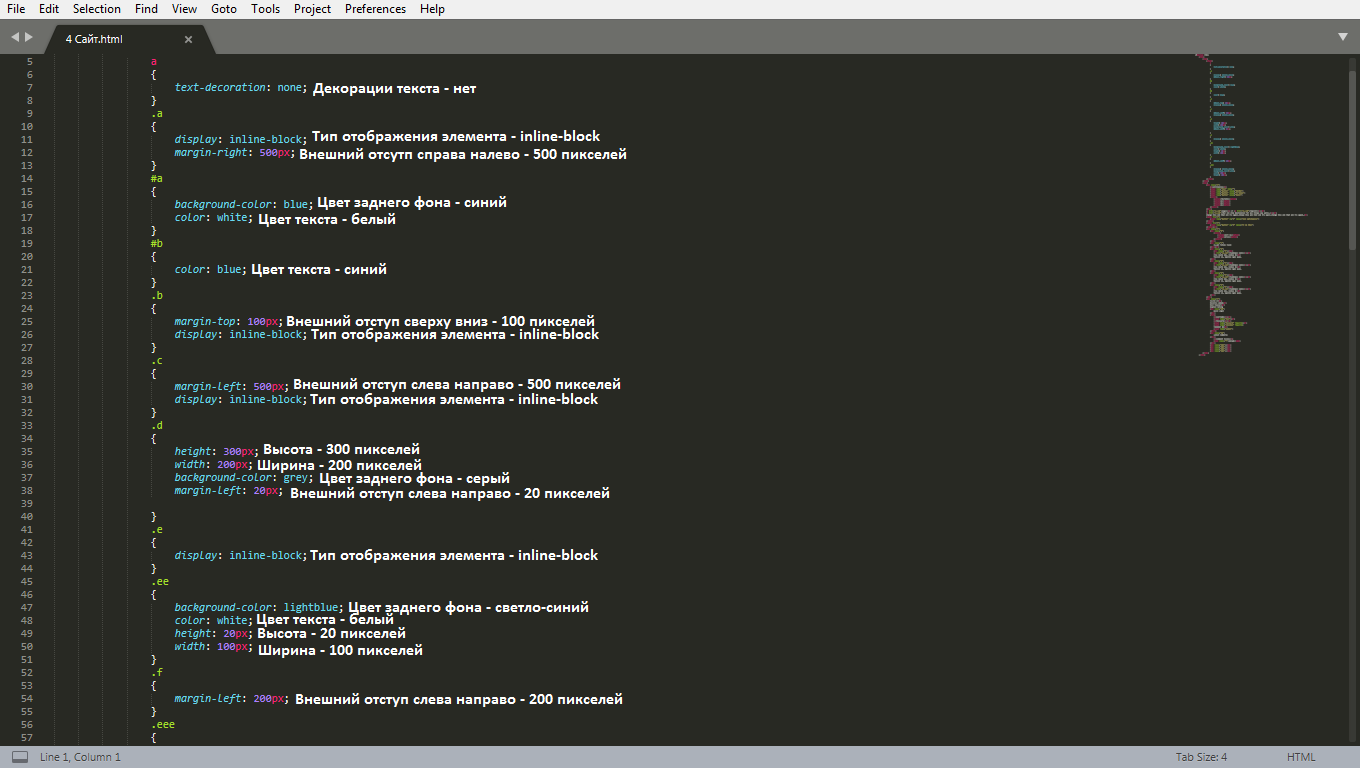 File Edit Selection Find View Goto Tools Project Preferences Help
4 Сайт.html
5 a
6 {
7 text-decoration: none; Декорации текста - нет
8 }
9 .a
10 {
11 display: inline-block; Тип отображения элемента - inline-block
12 margin-right: 500px; Внешний отсутп справа налево - 500 пикселей
13 }
14 #a
15 {
16 background-color: blue; Цвет заднего фона - синий
17 color: white; Цвет текста - белый
18 }
19 #b
20 {
21 color: blue; Цвет текста - синий
22 }
23 .b
24 {
25 margin-top: 100px; Внешний отступ сверху вниз - 100 пикселей
26 display: inline-block; Тип отображения элемента - inline-block
27 }
28 .c
29 {
30 margin-left: 500px; Внешний отступ слева направо - 500 пикселей
31 display: inline-block; Тип отображения элемента - inline-block
32 }
33 .d
34 {
35 height: 300px; Высота - 300 пикселей
36 width: 200px; Ширина - 200 пикселей
37 background-color: grey; Цвет заднего фона - серый
38 margin-left: 20px; Внешний отступ слева направо - 20 пикселей
39
40 }
41 .e
42 {
43 display: inline-block; Тип отображения элемента - inline-block
44 }
45 .ee
46 {
47 background-color: lightblue; Цвет заднего фона - светло-синий
48 color: white; Цвет текста - белый
49 height: 20px; Высота - 20 пикселей
50 width: 100px; Ширина - 100 пикселей
51 }
52 .f
53 {
54 margin-left: 200px; Внешний отступ слева направо - 200 пикселей
55 }
56 .eee
57 {
Line 1, Column 1 Tab Size: 4 HTML